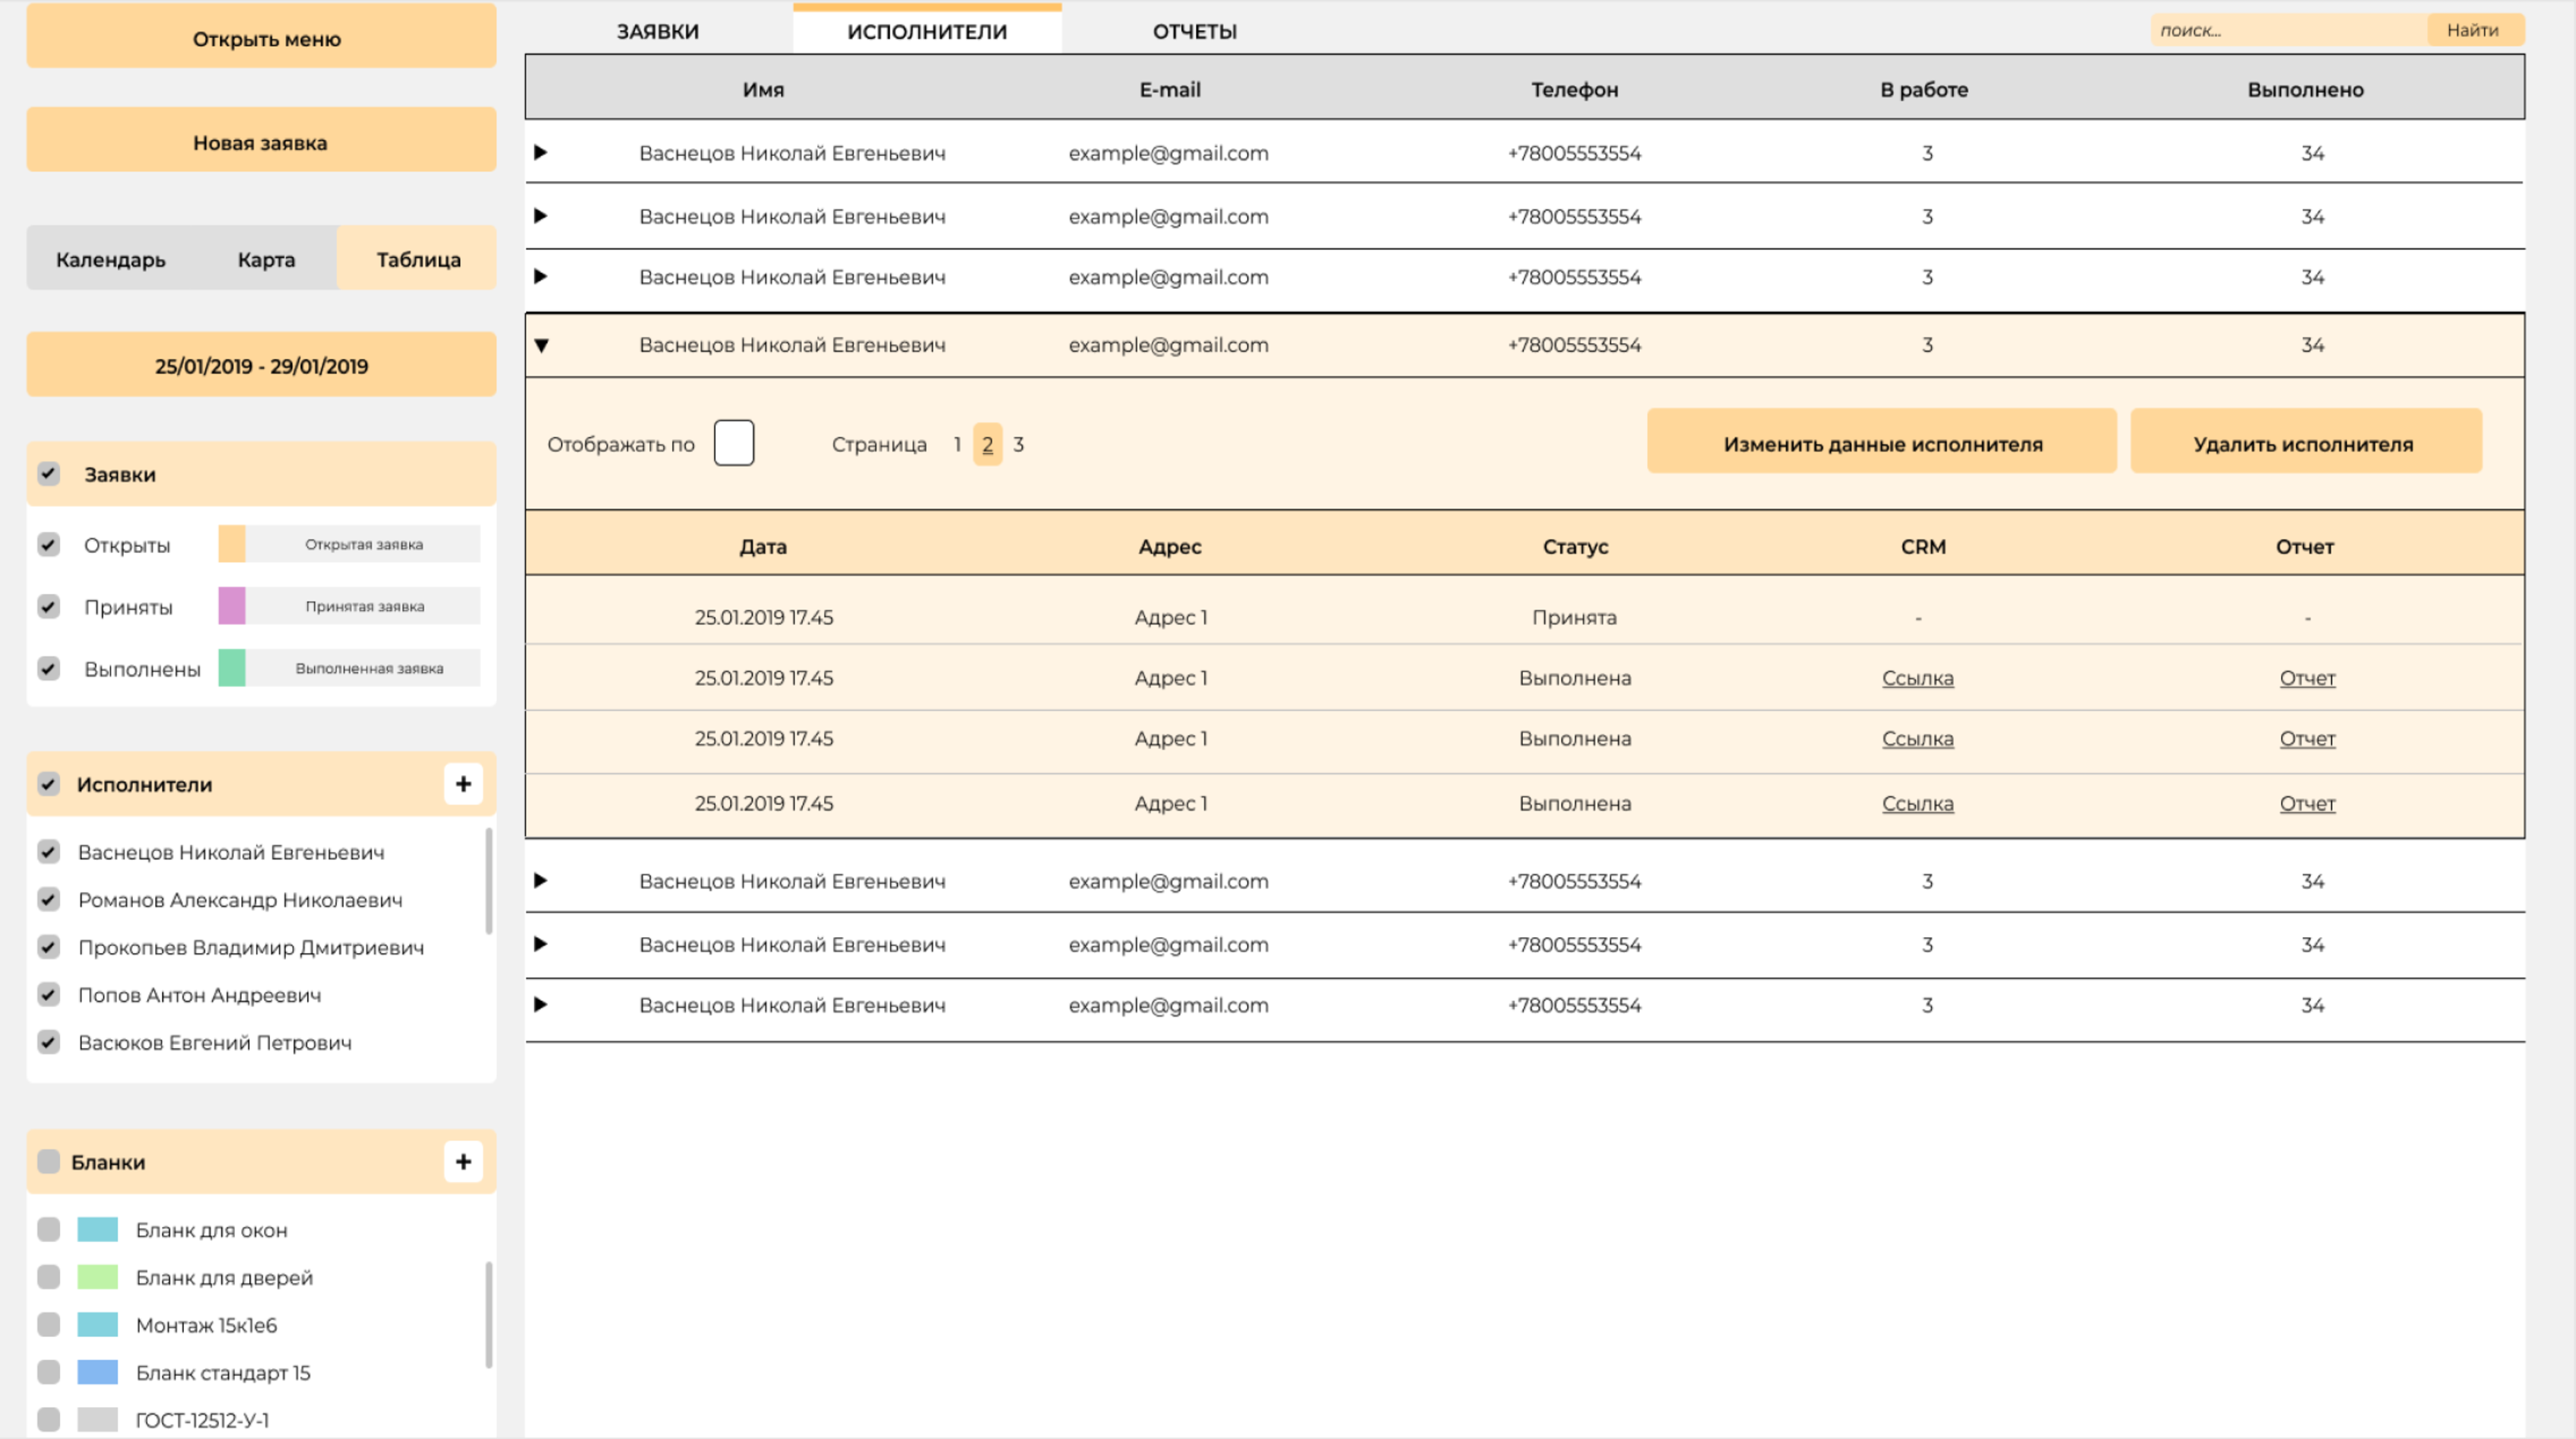 Открыть меню
Новая заявка
Календарь Карта Таблица
25/01/2019 - 29/01/2019
Заявки
Открыты Открытая заявка
Приняты Принятая заявка
Выполнены Выполненная заявка
Исполнители +
Васнецов Николай Евгеньевич
Романов Александр Николаевич
Прокопьев Владимир Дмитриевич
Попов Антон Андреевич
Васюков Евгений Петрович
Бланки +
Бланк для окон
Бланк для дверей
Монтаж 15к1е6
Бланк стандарт 15
ГОСТ-12512-У-1
ЗАЯВКИ ИСПОЛНИТЕЛИ ОТЧЕТЫ поиск... Найти
Имя E-mail Телефон В работе Выполнено
Васнецов Николай Евгеньевич example@gmail.com +78005553554 3 34
Васнецов Николай Евгеньевич example@gmail.com +78005553554 3 34
Васнецов Николай Евгеньевич example@gmail.com +78005553554 3 34
Васнецов Николай Евгеньевич example@gmail.com +78005553554 3 34
Отображать по Страница 1 2 3 Изменить данные исполнителя Удалить исполнителя
Дата Адрес Статус CRM Отчет
25.01.2019 17.45 Адрес 1 Принята - -
25.01.2019 17.45 Адрес 1 Выполнена Ссылка Отчет
25.01.2019 17.45 Адрес 1 Выполнена Ссылка Отчет
25.01.2019 17.45 Адрес 1 Выполнена Ссылка Отчет
Васнецов Николай Евгеньевич example@gmail.com +78005553554 3 34
Васнецов Николай Евгеньевич example@gmail.com +78005553554 3 34
Васнецов Николай Евгеньевич example@gmail.com +78005553554 3 34